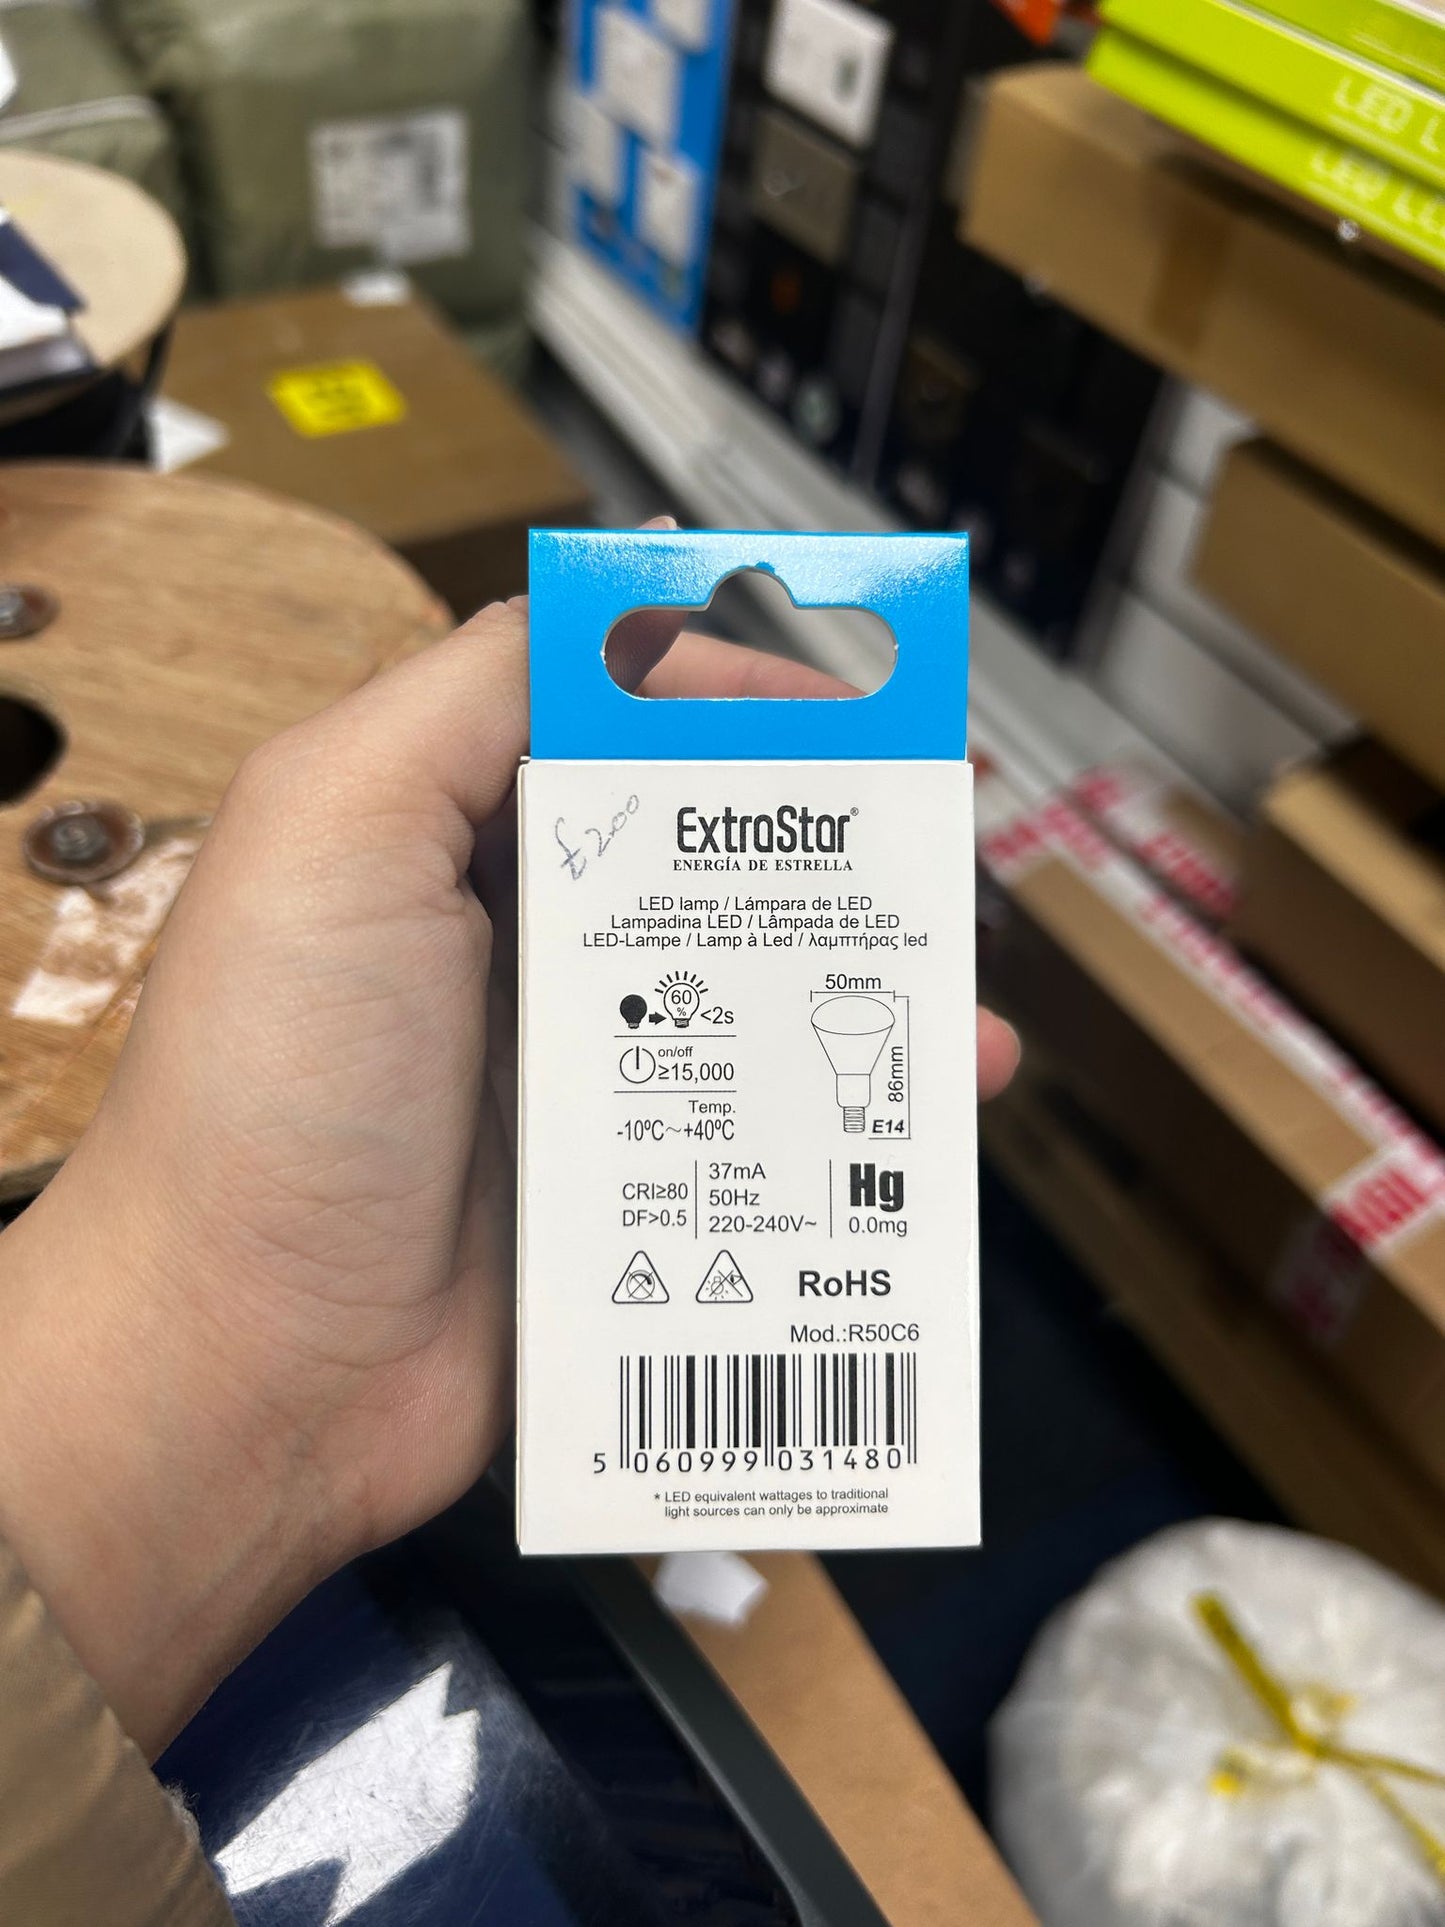 £2.00
ExtraStar®
ENERGÍA DE ESTRELLA
LED lamp / Lámpara de LED
Lampadina LED / Lâmpada de LED
LED-Lampe / Lamp à Led / λαμπτήρας led
60
%
<2s
on/off
≥15,000
Temp.
-10ºC~+40ºC
50mm
86mm
E14
CRI≥80
DF>0.5
37mA
50Hz
220-240V~
Hg
0.0mg
RoHS
Mod.:R50C6
5 060999 031480
* LED equivalent wattages to traditional
light sources can only be approximate
LED
LED